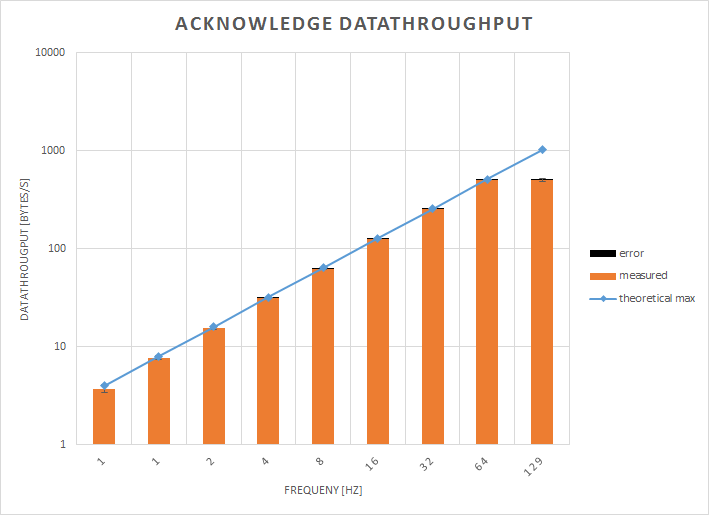 ACKNOWLEDGE DATATHROUGHPUT
10000
1000
100
10
1
DATATHROUGPUT [BYTES/S]
1
1
2
4
8
16
32
64
129
FREQUENY [HZ]
error
measured
theoretical max